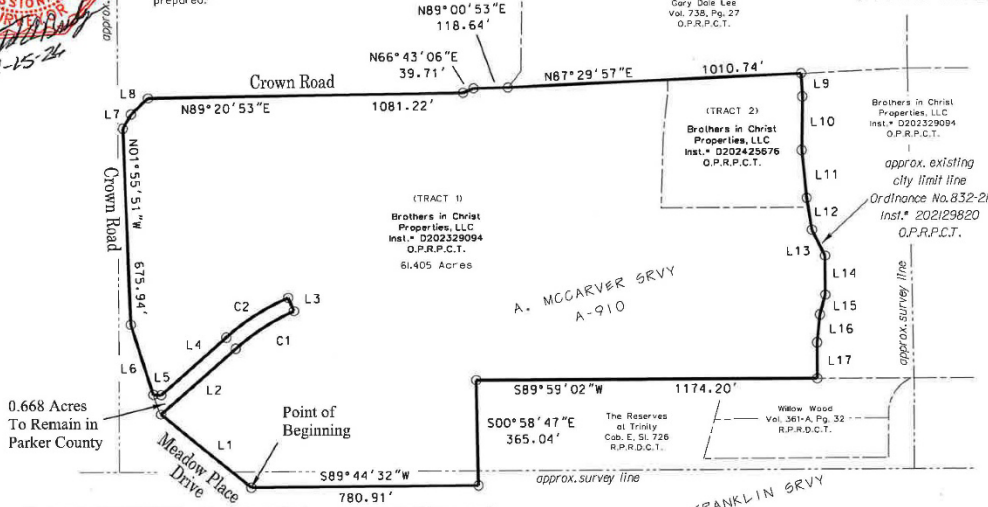 prepared.
1-25-24
Gary Dale Lee
Vol. 738, Pg. 27
O.P.R.P.C.T.
N89°00'53"E
118.64'
N66°43'06"E
39.71'
N87°29'57"E
1010.74'
Crown Road
N89°20'53"E
1081.22'
L8
L7
L9
L10
L11
L12
L13
L14
L15
L16
L17
(TRACT 2)
Brothers in Christ
Properties, LLC
Inst.# D202425676
O.P.R.P.C.T.
Brothers in Christ
Properties, LLC
Inst.# D202329094
O.P.R.P.C.T.
approx. existing
city limit line
Ordinance No. 832-21
Inst.# 202129820
O.P.R.P.C.T.
N01°55'51"W
675.94'
Crown Road
(TRACT 1)
Brothers in Christ
Properties, LLC
Inst.# D202329094
O.P.R.P.C.T.
61.405 Acres
A. MCCARVER SRVY
A-910
approx. survey line
C2
L3
C1
L4
L2
L5
L6
L1
0.668 Acres
To Remain in
Parker County
Meadow Place
Drive
Point of
Beginning
S89°59'02"W
1174.20'
S00°58'47"E
365.04'
The Reserves
at Trinity
Cab. E, Sl. 726
R.P.R.D.C.T.
Willow Wood
Vol. 361-A, Pg. 32
R.P.R.D.C.T.
S89°44'32"W
780.91'
approx. survey line
FRANKLIN SRVY